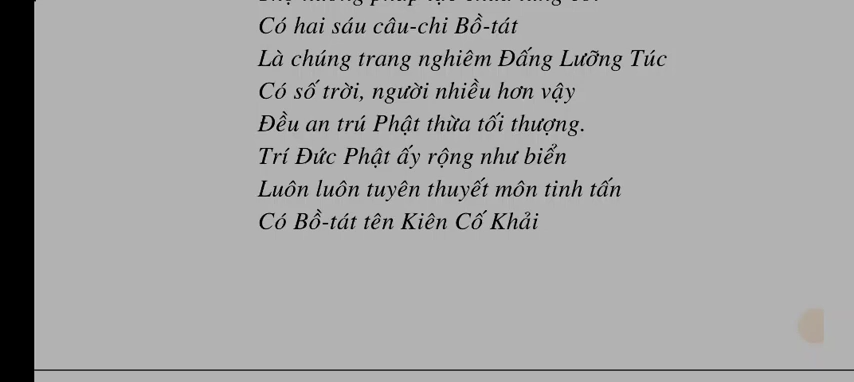 Có hai sáu câu-chi Bồ-tát
Là chúng trang nghiêm Đấng Lưỡng Túc
Có số trời, người nhiều hơn vậy
Đều an trú Phật thừa tối thượng.
Trí Đức Phật ấy rộng như biển
Luôn luôn tuyên thuyết môn tinh tấn
Có Bồ-tát tên Kiên Cố Khải